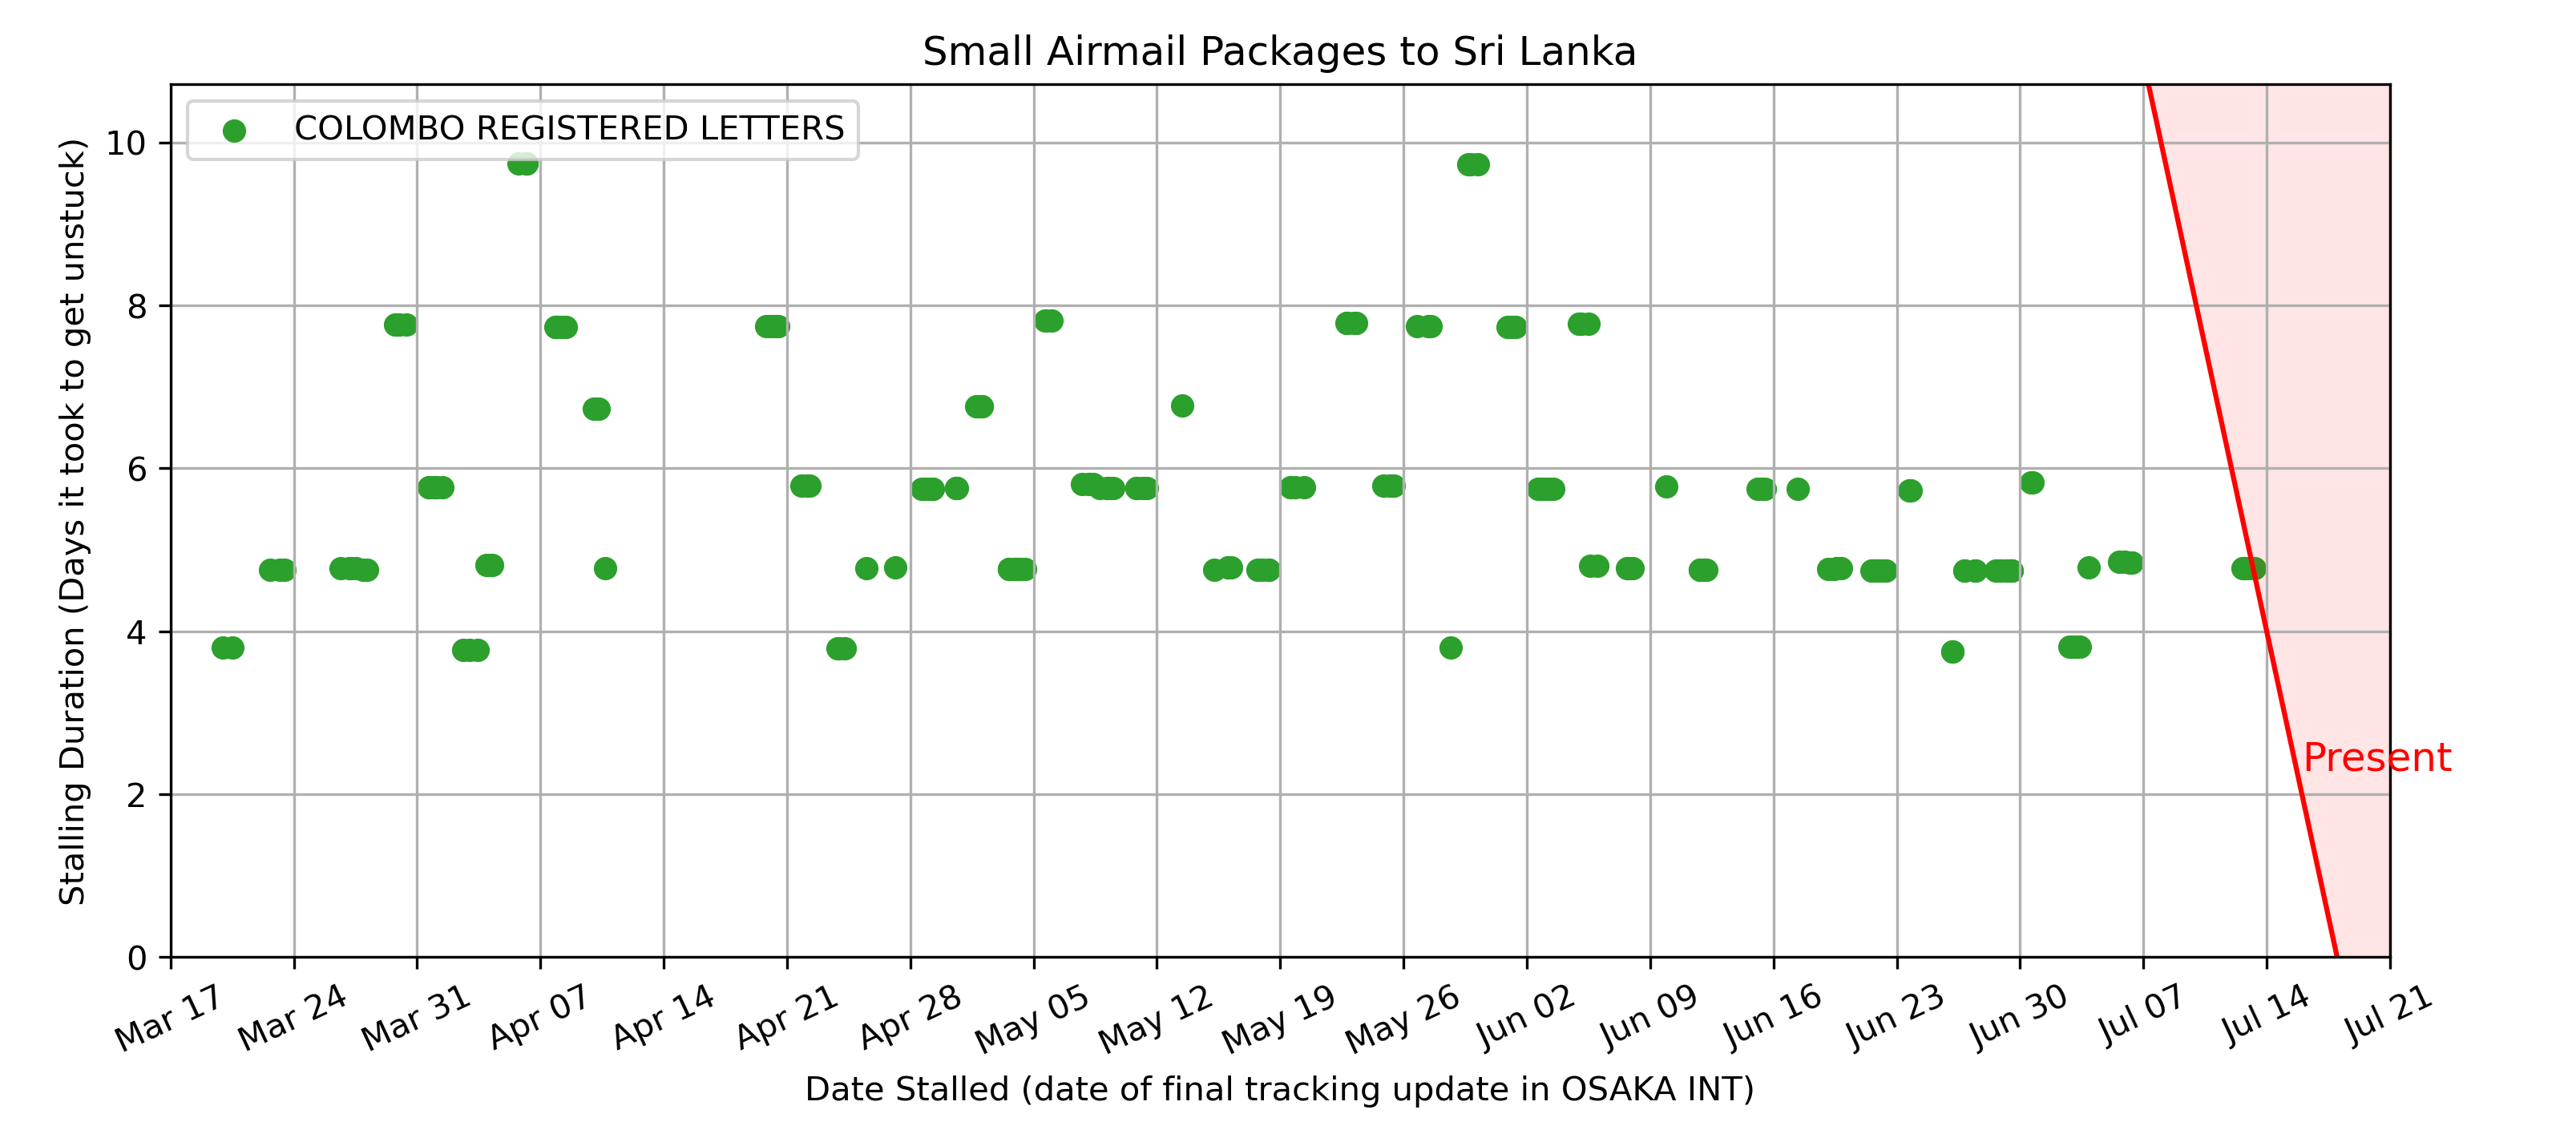 Small Airmail Packages to Sri Lanka
COLOMBO REGISTERED LETTERS
Stalling Duration (Days it took to get unstuck)
10
8
6
4
2
0
Present
Mar 17
Mar 24
Mar 31
Apr 07
Apr 14
Apr 21
Apr 28
May 05
May 12
May 19
May 26
Jun 02
Jun 09
Jun 16
Jun 23
Jun 30
Jul 07
Jul 14
Jul 21
Date Stalled (date of final tracking update in OSAKA INT)